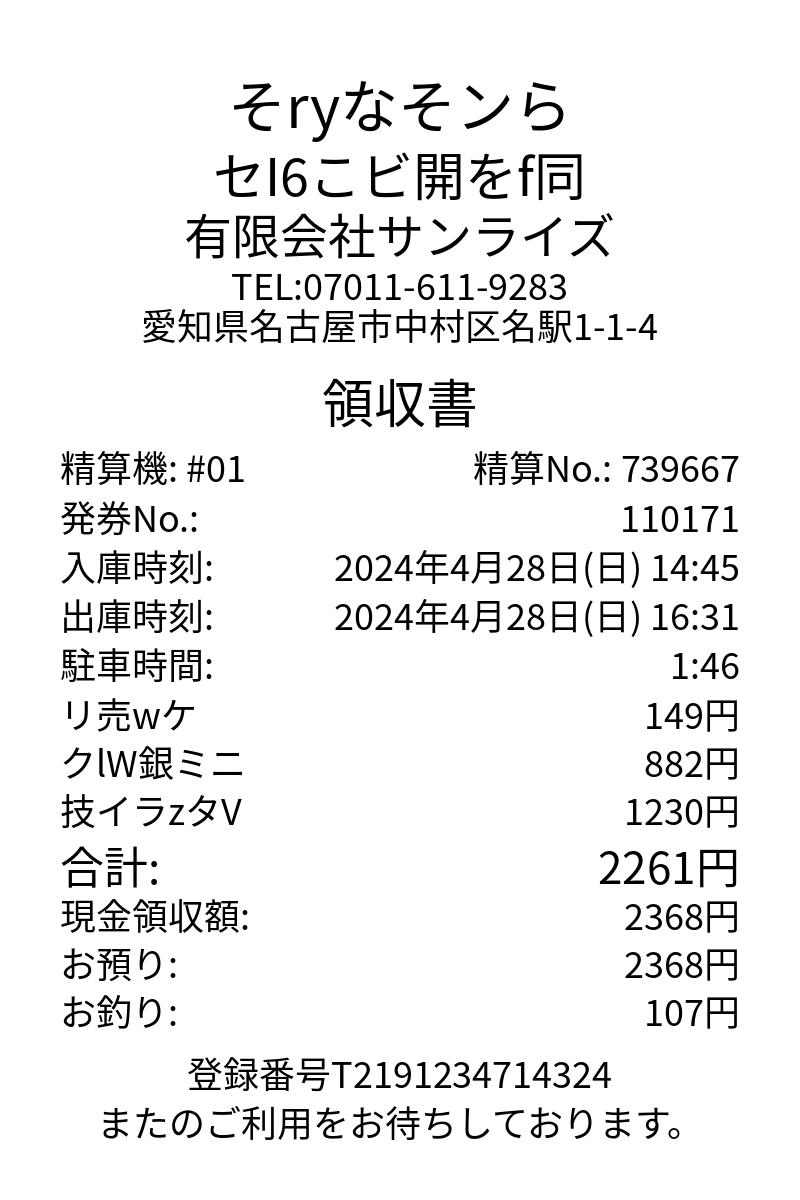 そryなそンら
セI6こビ開をf同
有限会社サンライズ
TEL:07011-611-9283
愛知県名古屋市中村区名駅1-1-4
領収書
精算機: #01 精算No.: 739667
発券No.: 110171
入庫時刻: 2024年4月28日(日) 14:45
出庫時刻: 2024年4月28日(日) 16:31
駐車時間: 1:46
リ売wケ 149円
クlW銀ミニ 882円
技イラzタV 1230円
合計: 2261円
現金領収額: 2368円
お預り: 2368円
お釣り: 107円
登録番号T2191234714324
またのご利用をお待ちしております。